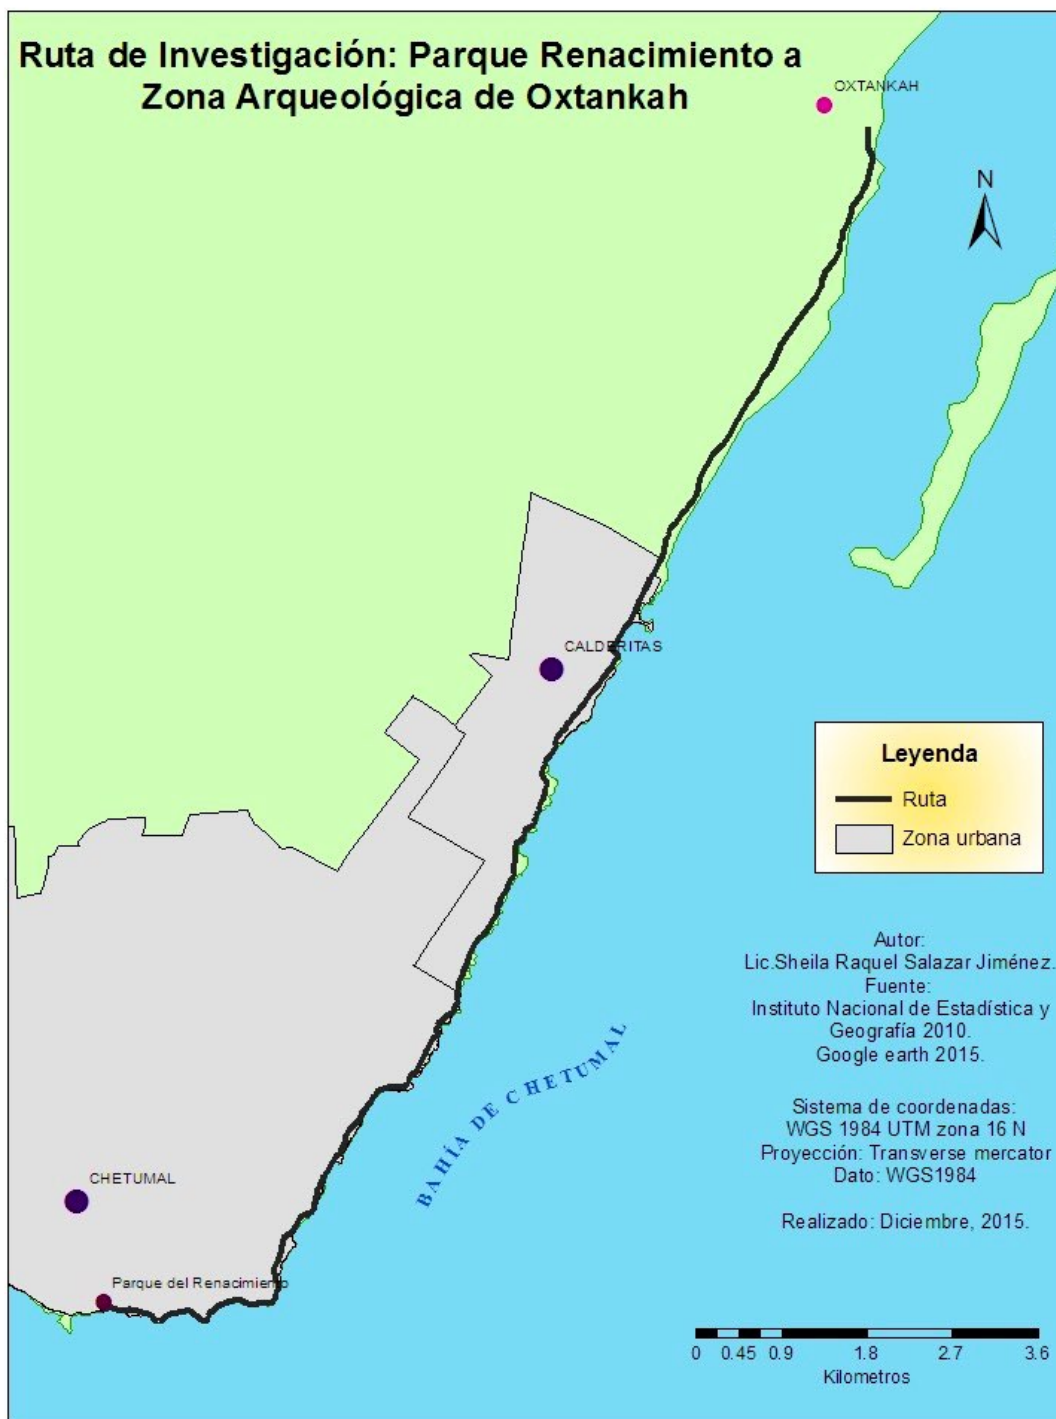 Ruta de Investigación: Parque Renacimiento a
Zona Arqueológica de Oxtankah
OXTANKAH
N
CALDERITAS
Leyenda
Ruta
Zona urbana
Autor:
Lic.Sheila Raquel Salazar Jiménez.
Fuente:
Instituto Nacional de Estadística y
Geografía 2010.
Google earth 2015.
BAHÍA DE CHETUMAL
Sistema de coordenadas:
WGS 1984 UTM zona 16 N
Proyección: Transverse mercator
Dato: WGS1984
CHETUMAL
Realizado: Diciembre, 2015.
Parque del Renacimiento
0 0.45 0.9 1.8 2.7 3.6
Kilometros